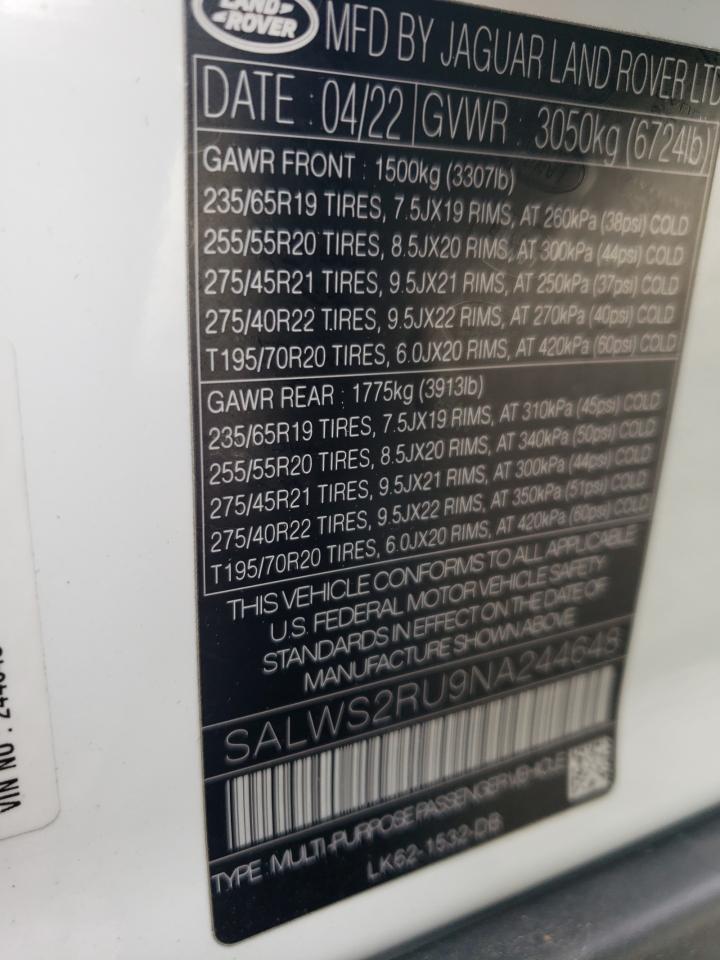 LAND-
-ROVER
MFD BY JAGUAR LAND ROVER LTD
DATE : 04/22 GVWR : 3050kg (6724lb)
GAWR FRONT : 1500kg (3307lb)
235/65R19 TIRES, 7.5JX19 RIMS, AT 260kPa (38psi) COLD
255/55R20 TIRES, 8.5JX20 RIMS, AT 300kPa (44psi) COLD
275/45R21 TIRES, 9.5JX21 RIMS, AT 250kPa (37psi) COLD
275/40R22 TIRES, 9.5JX22 RIMS, AT 270kPa (40psi) COLD
T195/70R20 TIRES, 6.0JX20 RIMS, AT 420kPa (60psi) COLD
GAWR REAR : 1775kg (3913lb)
235/65R19 TIRES, 7.5JX19 RIMS, AT 310kPa (45psi) COLD
255/55R20 TIRES, 8.5JX20 RIMS, AT 340kPa (50psi) COLD
275/45R21 TIRES, 9.5JX21 RIMS, AT 300kPa (44psi) COLD
275/40R22 TIRES, 9.5JX22 RIMS, AT 350kPa (51psi) COLD
T195/70R20 TIRES, 6.0JX20 RIMS, AT 420kPa (60psi) COLD
THIS VEHICLE CONFORMS TO ALL APPLICABLE
U.S. FEDERAL MOTOR VEHICLE SAFETY
STANDARDS IN EFFECT ON THE DATE OF
MANUFACTURE SHOWN ABOVE
SALWS2RU9NA244648
TYPE : MULTI-PURPOSE PASSENGER VEHICLE
LK62-1532-DB
VIN NO :